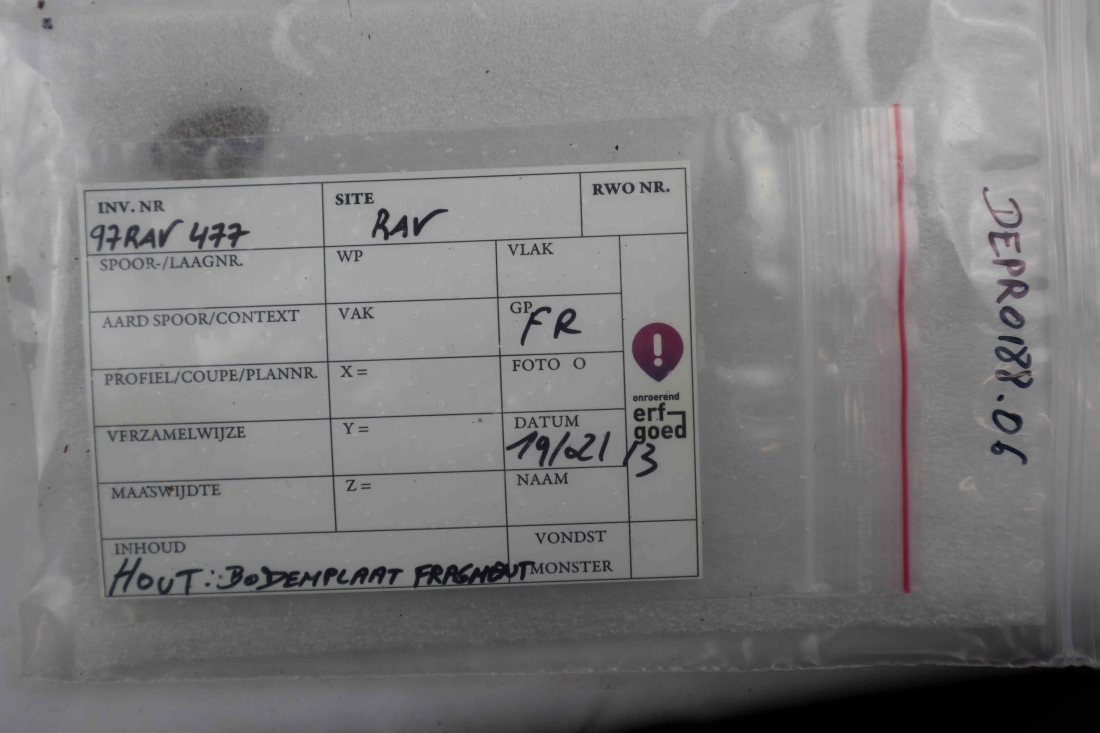 INV. NR
97RAV 477
SITE
RAV
RWO NR.
SPOOR-/LAAGNR.
WP
VLAK
AARD SPOOR/CONTEXT
VAK
GP
FR
PROFIEL/COUPE/PLANNR.
X =
FOTO O
VERZAMELWIJZE
Y =
DATUM
19/02/13
MAASWIJDTE
Z =
NAAM
INHOUD
HOUT: BODEMPLAAT FRAGMENT
VONDST
MONSTER
onroerend
erf
goed
DEPRO188.06